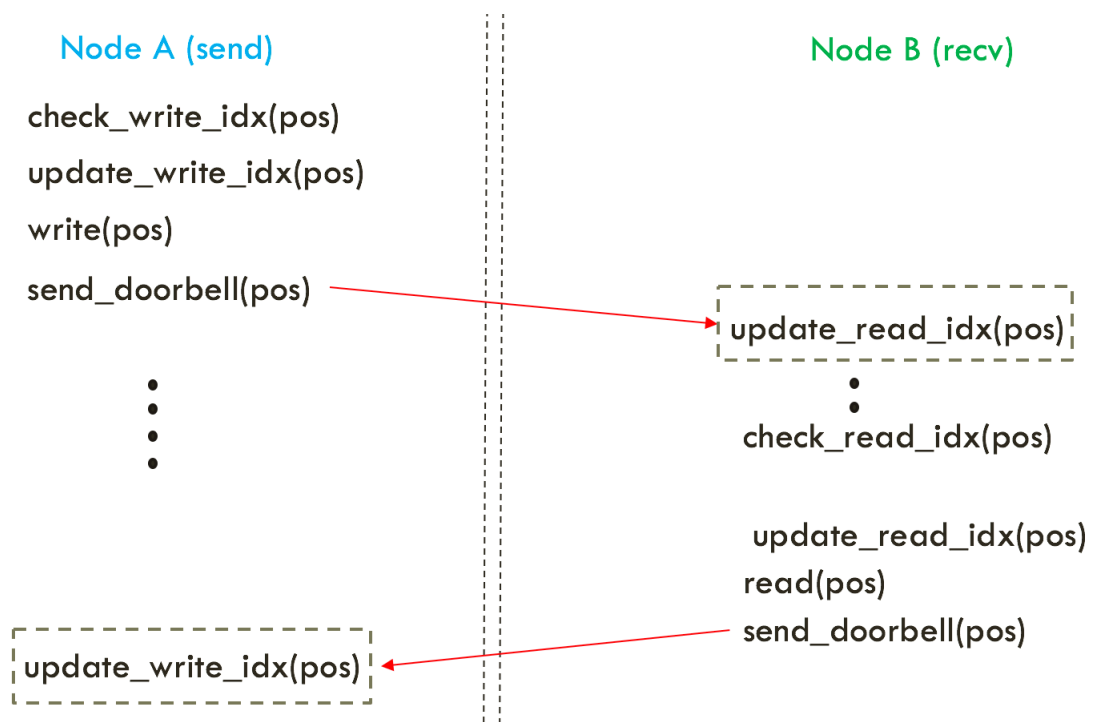 Node A (send)
check_write_idx(pos)
update_write_idx(pos)
write(pos)
send_doorbell(pos)
update_write_idx(pos)
Node B (recv)
update_read_idx(pos)
check_read_idx(pos)
update_read_idx(pos)
read(pos)
send_doorbell(pos)